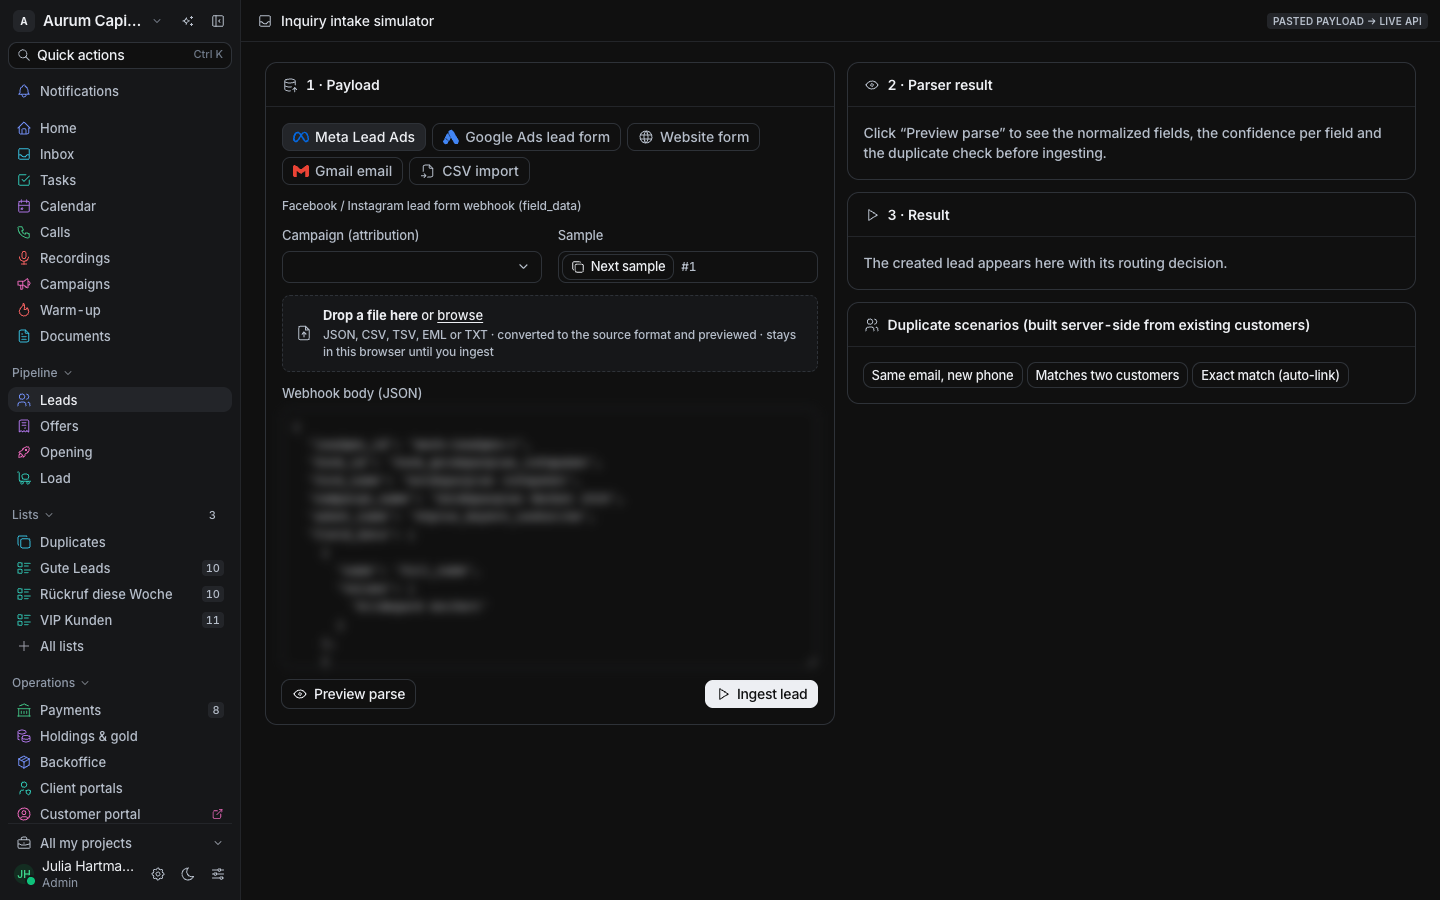 A Aurum Capi...
Quick actions Ctrl K
Notifications
Home
Inbox
Tasks
Calendar
Calls
Recordings
Campaigns
Warm-up
Documents
Pipeline
Leads
Offers
Opening
Load
Lists 3
Duplicates
Gute Leads 10
Rückruf diese Woche 10
VIP Kunden 11
All lists
Operations
Payments 8
Holdings & gold
Backoffice
Client portals
Customer portal
All my projects
JH Julia Hartma...
Admin
Inquiry intake simulator
PASTED PAYLOAD → LIVE API
1 · Payload
Meta Lead Ads
Google Ads lead form
Website form
Gmail email
CSV import
Facebook / Instagram lead form webhook (field_data)
Campaign (attribution)
Sample
Next sample #1
Drop a file here or browse
JSON, CSV, TSV, EML or TXT · converted to the source format and previewed · stays
in this browser until you ingest
Webhook body (JSON)
Preview parse
Ingest lead
2 · Parser result
Click “Preview parse” to see the normalized fields, the confidence per field and
the duplicate check before ingesting.
3 · Result
The created lead appears here with its routing decision.
Duplicate scenarios (built server-side from existing customers)
Same email, new phone
Matches two customers
Exact match (auto-link)